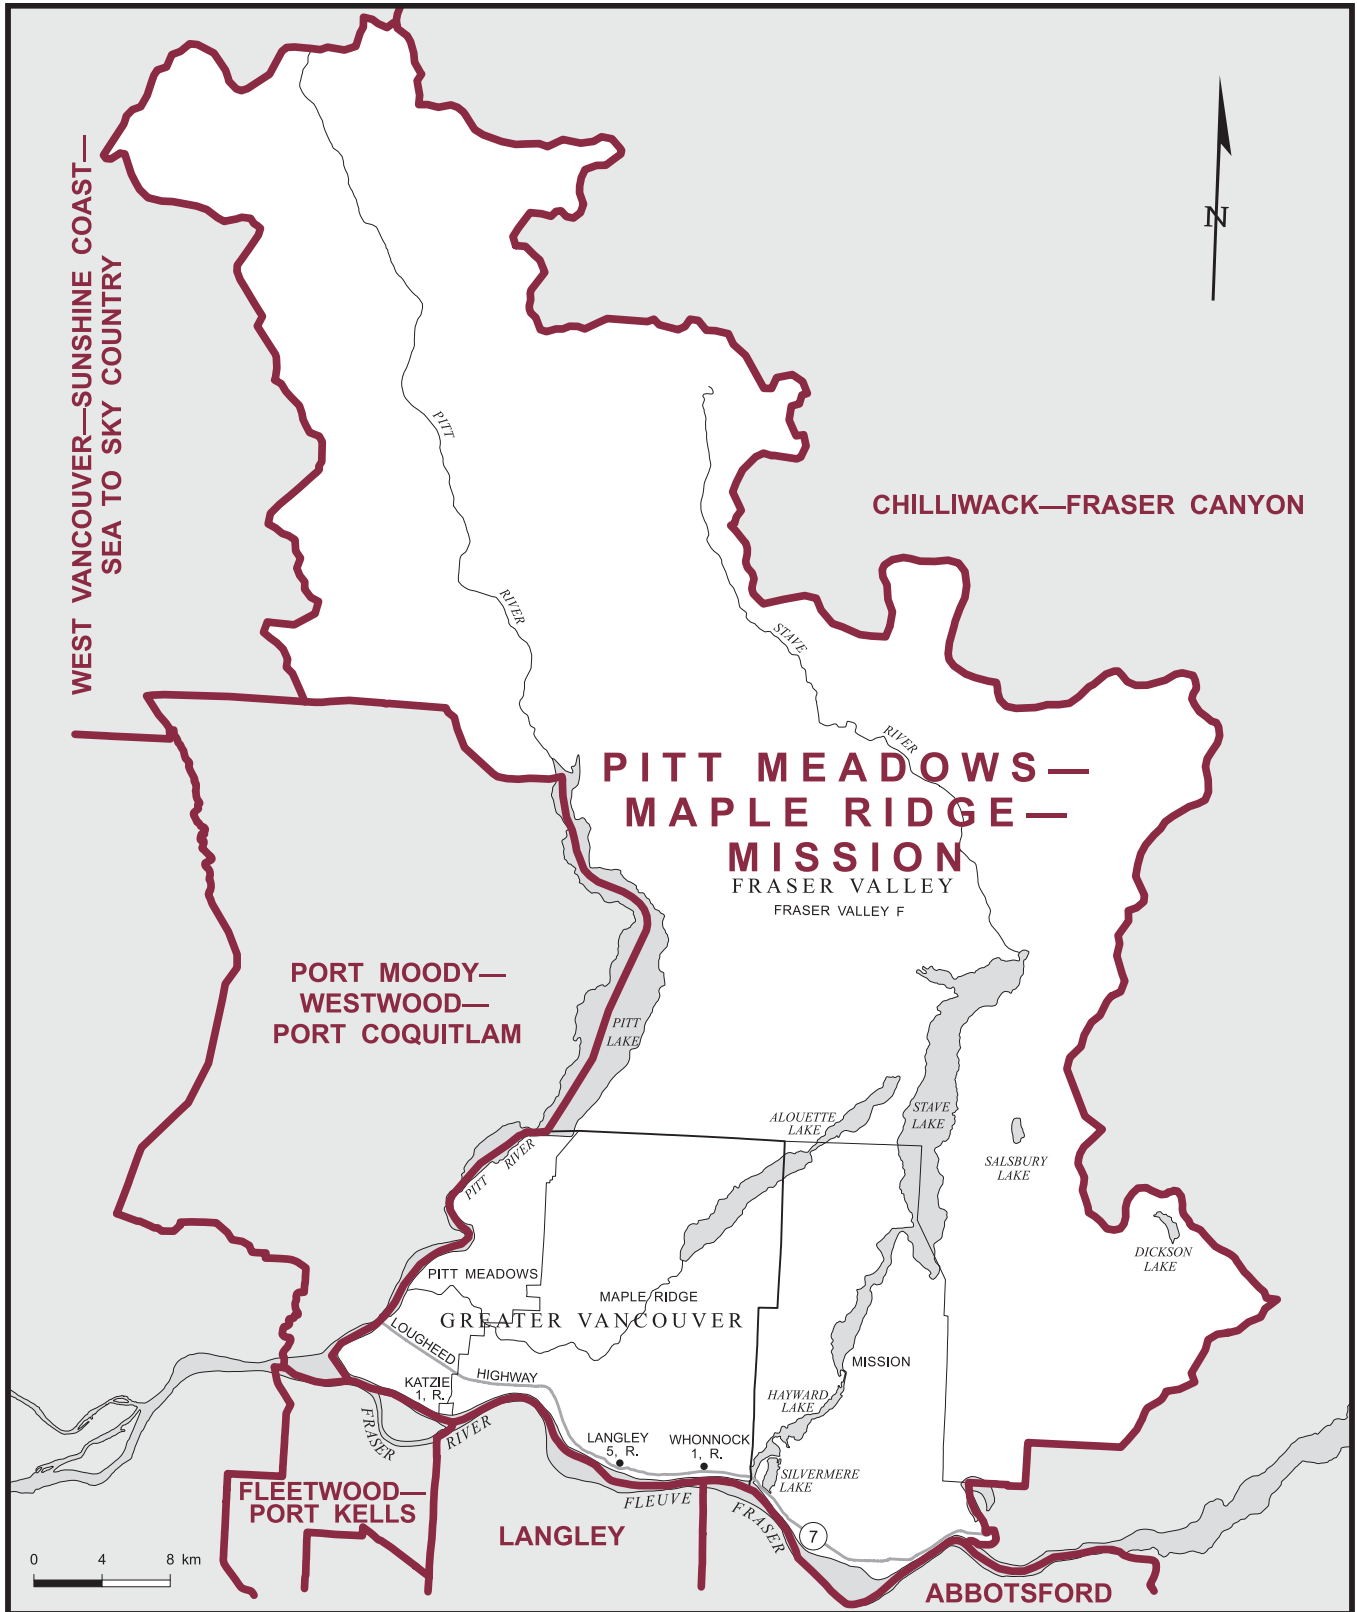 N
WEST VANCOUVER—SUNSHINE COAST—
SEA TO SKY COUNTRY
PITT
RIVER
CHILLIWACK—FRASER CANYON
STAVE
RIVER
PITT MEADOWS—
MAPLE RIDGE—
MISSION
FRASER VALLEY
FRASER VALLEY F
PORT MOODY—
WESTWOOD—
PORT COQUITLAM
PITT
LAKE
ALOUETTE
LAKE
STAVE
LAKE
SALSBURY
LAKE
PITT RIVER
DICKSON
LAKE
PITT MEADOWS
MAPLE RIDGE
GREATER VANCOUVER
LOUGHEED
HIGHWAY
MISSION
KATZIE
1, R.
HAYWARD
LAKE
FRASER
RIVER
LANGLEY
5, R.
WHONNOCK
1, R.
SILVERMERE
LAKE
FLEETWOOD—
PORT KELLS
FLEUVE
FRASER
LANGLEY
7
0 4 8 km
ABBOTSFORD